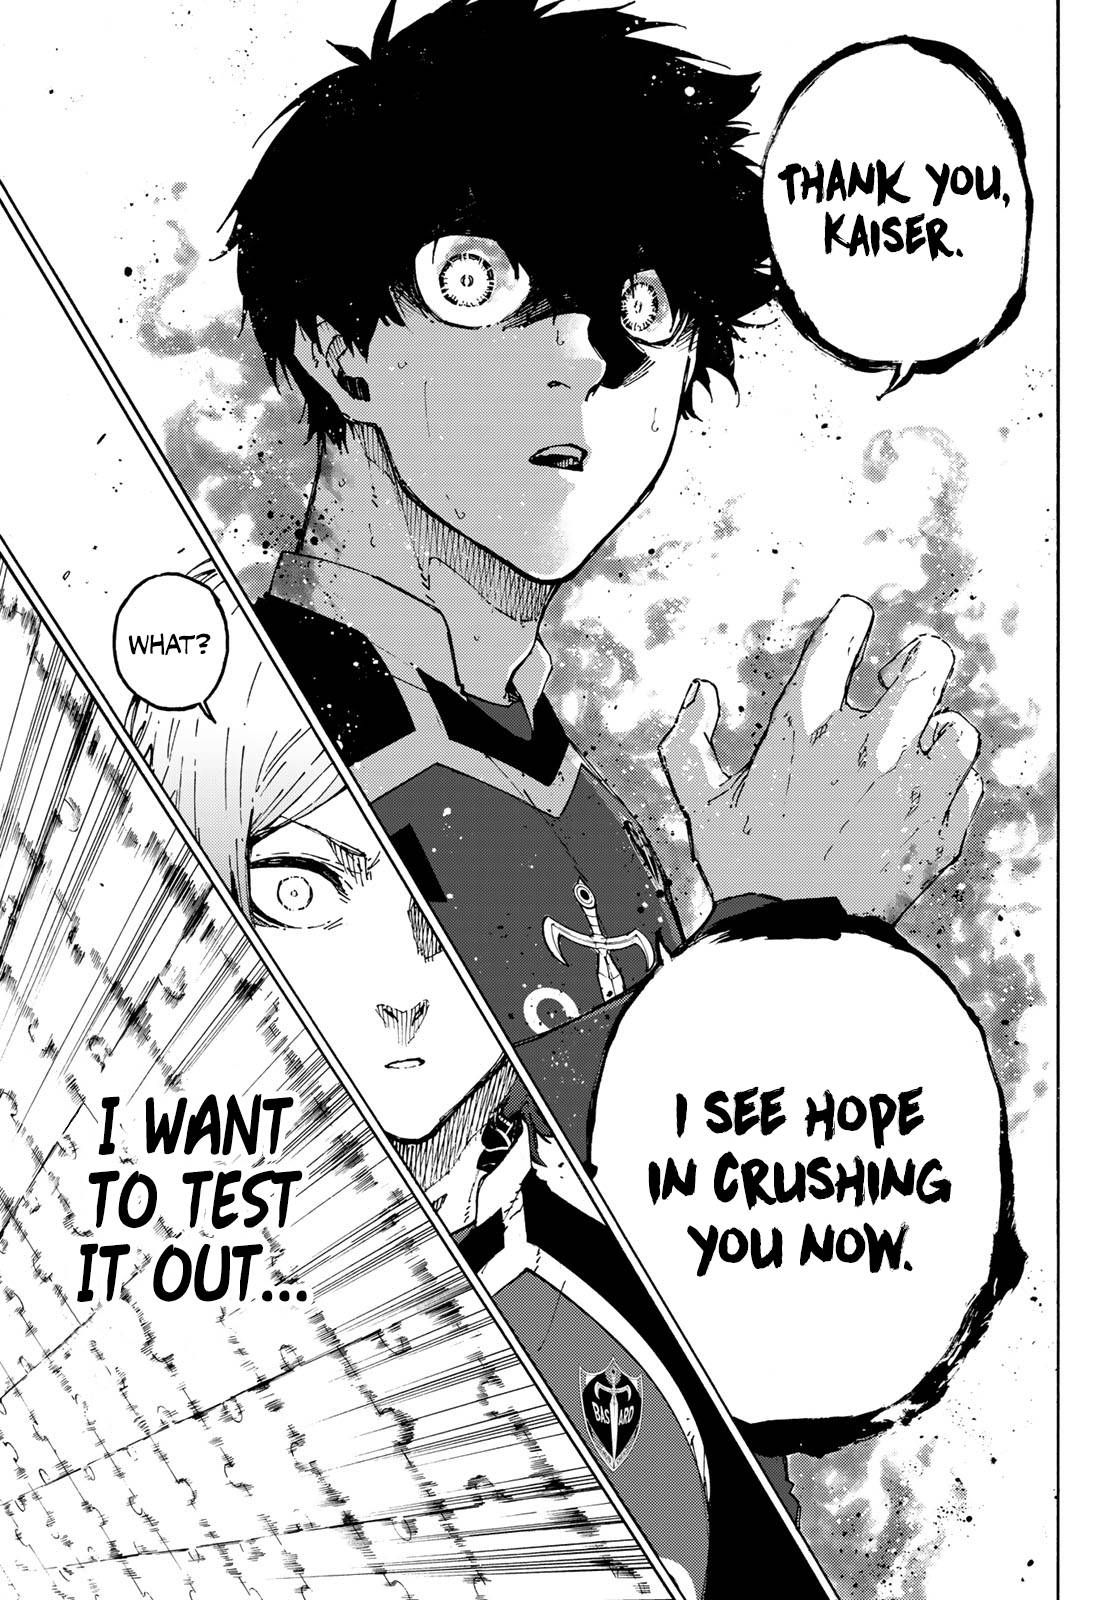 THANK YOU,
KAISER.
I SEE HOPE
IN CRUSHING
YOU NOW.
WHAT?
I WANT
TO TEST
IT OUT...
BASTARD